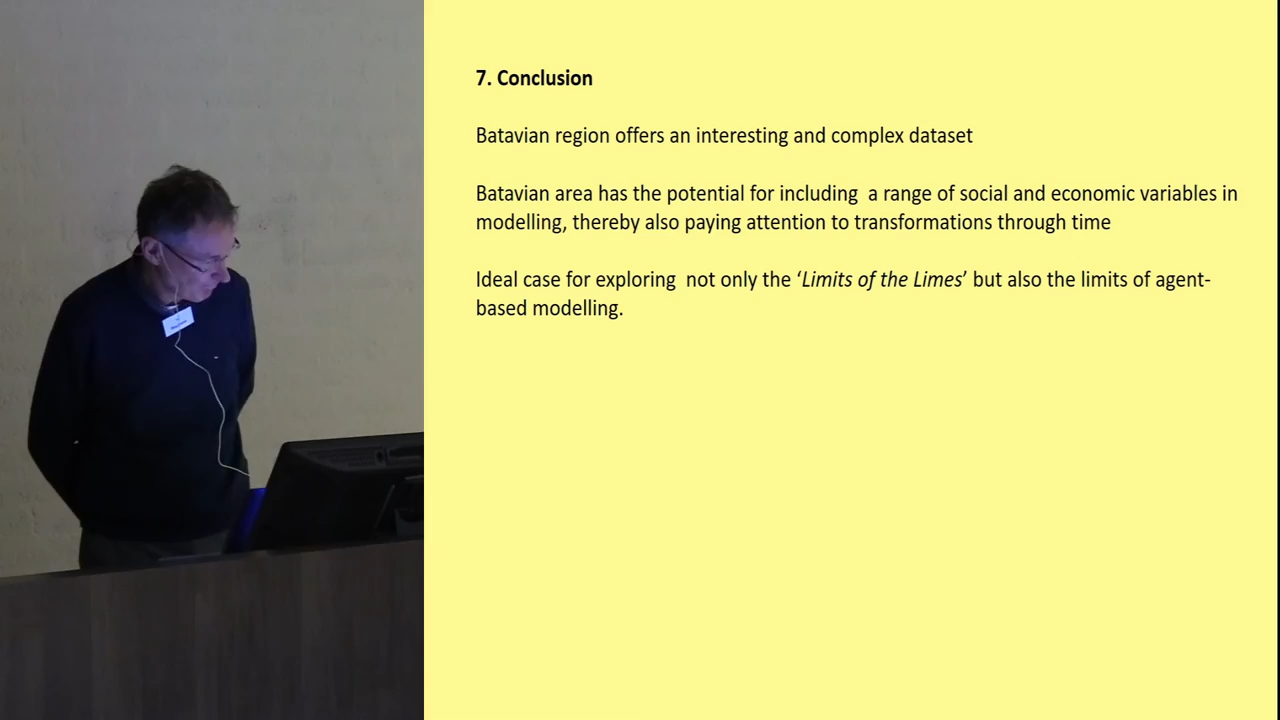 7. Conclusion
Batavian region offers an interesting and complex dataset
Batavian area has the potential for including  a range of social and economic variables in
modelling, thereby also paying attention to transformations through time
Ideal case for exploring  not only the ‘Limits of the Limes’ but also the limits of agent-
based modelling.